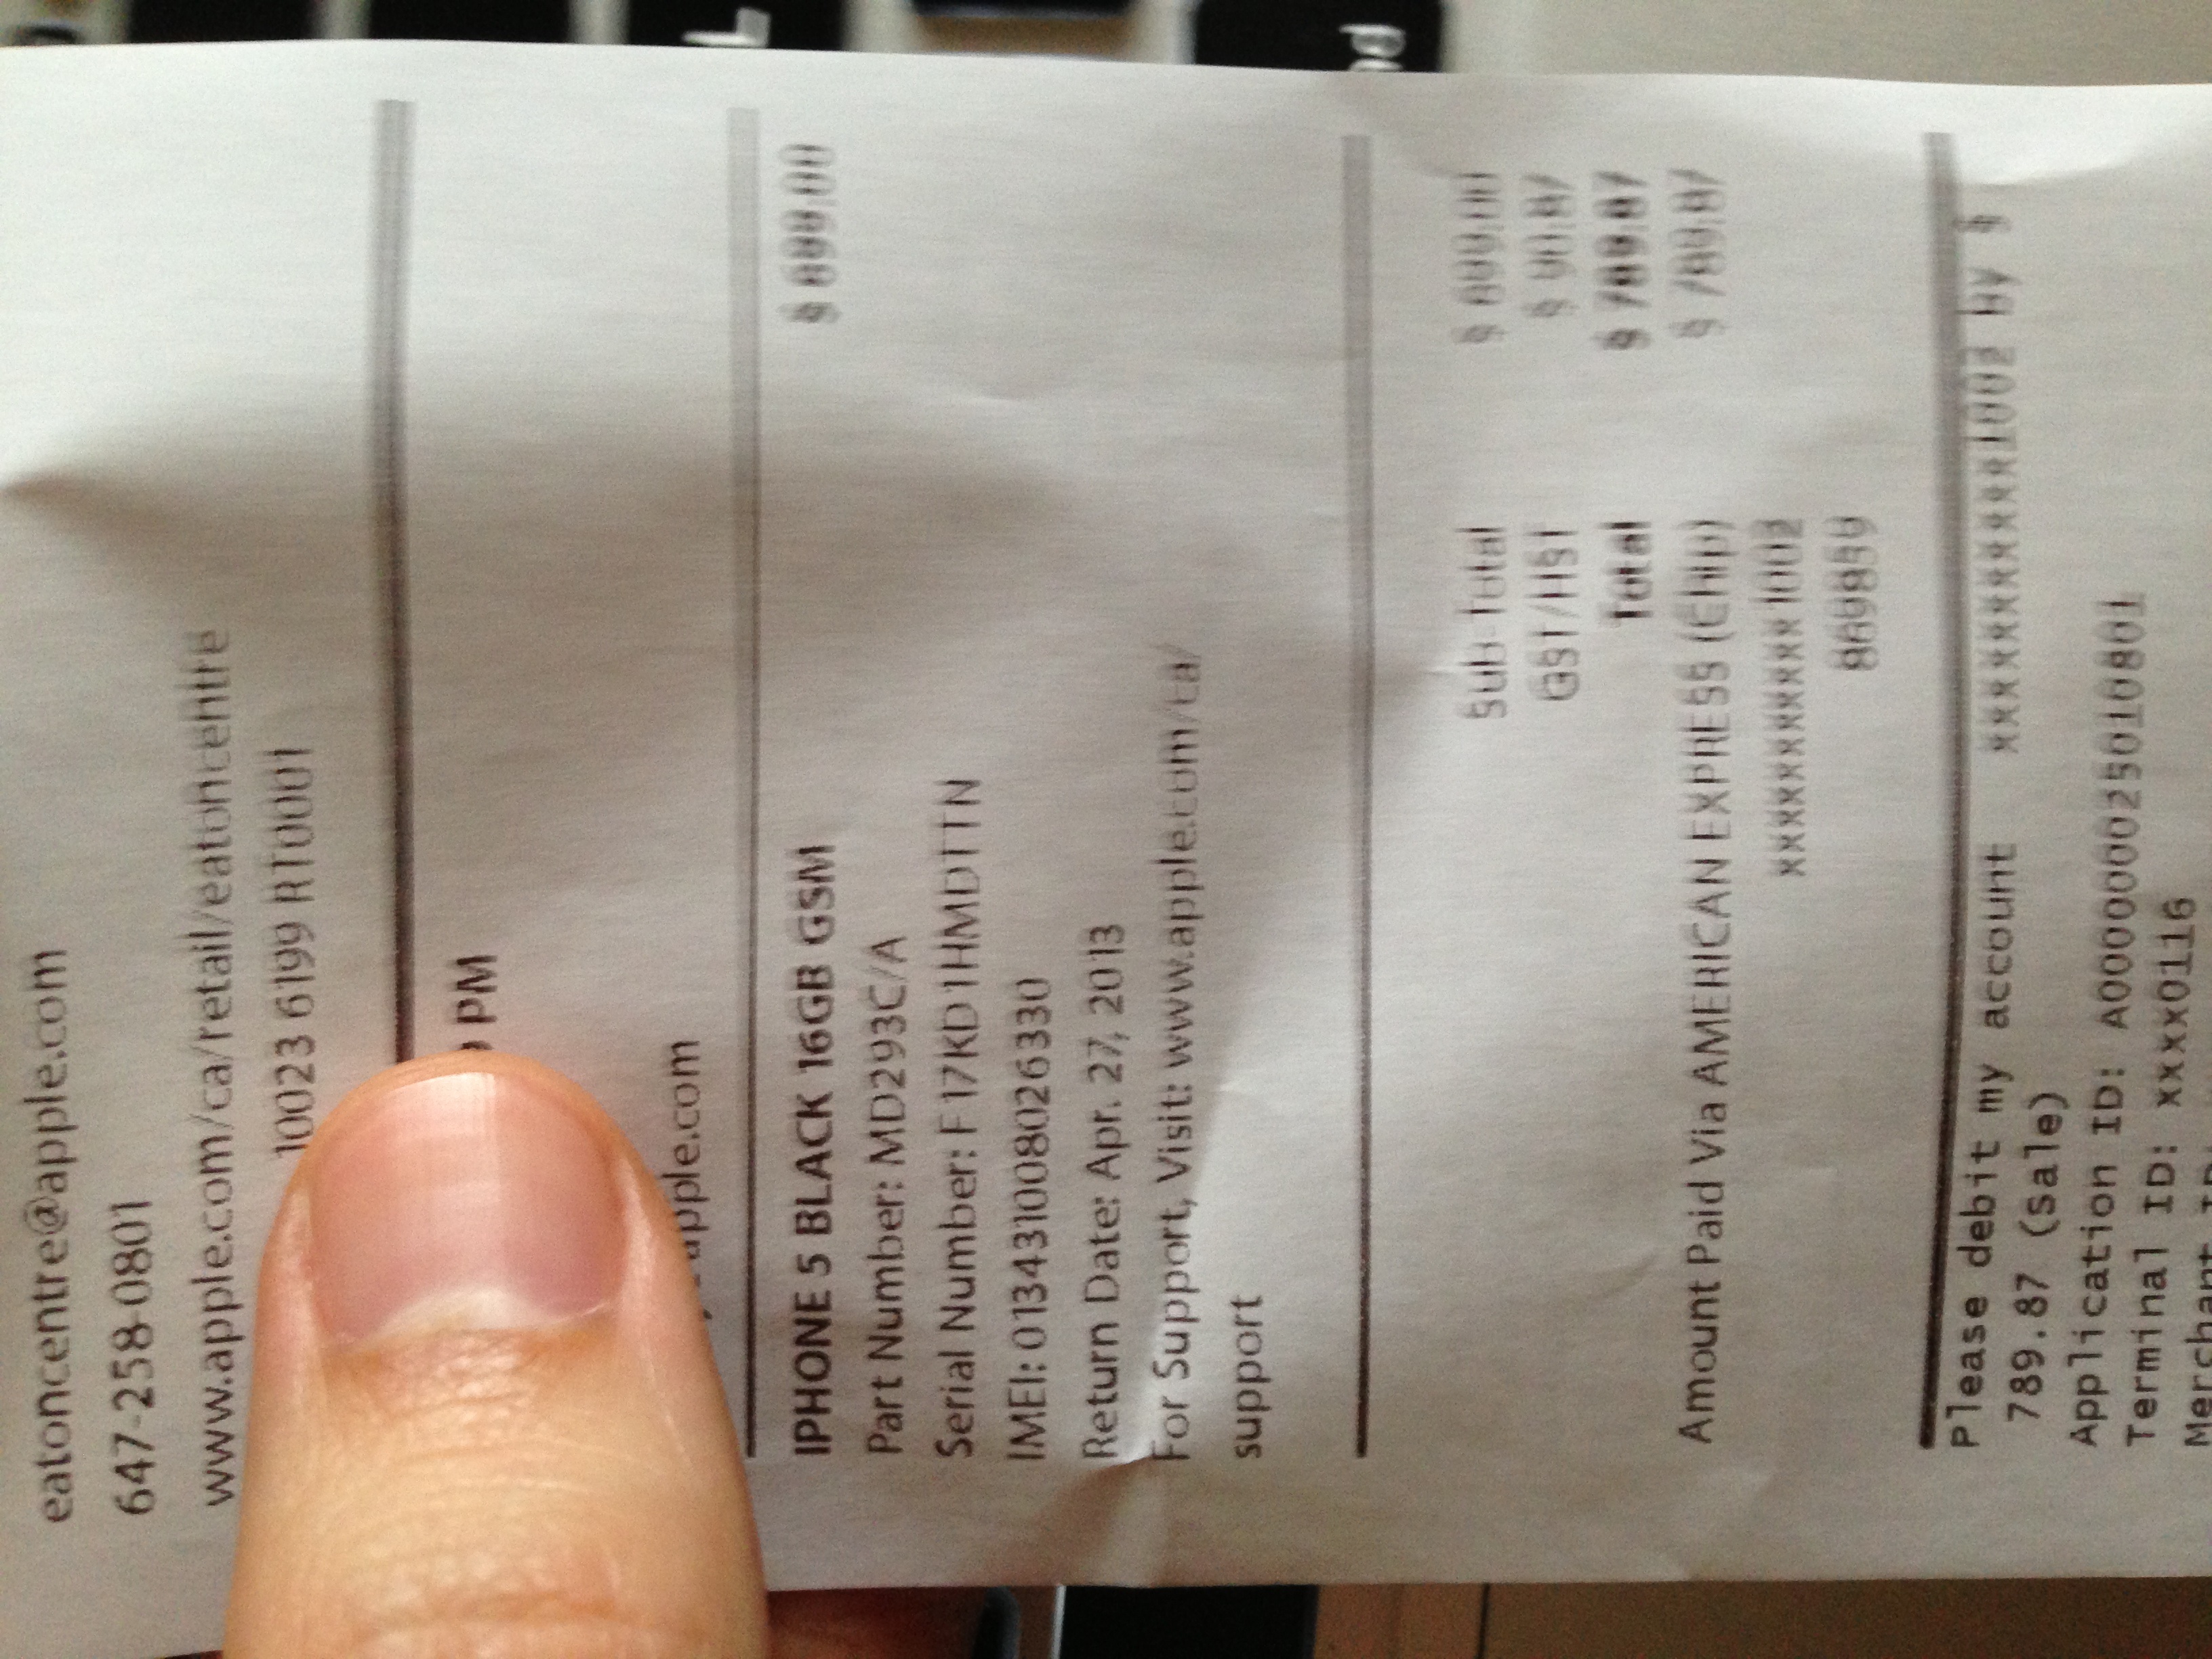 eatoncentre@apple.com
647-258-0801
www.apple.com/ca/retail/eatoncentre
10023 6199 RT0001
PM
apple.com
IPHONE 5 BLACK 16GB GSM $ 699.00
Part Number: MD293C/A
Serial Number: F17KD1HMDTTN
IMEI: 013431008026330
Return Date: Apr. 27, 2013
For Support, Visit: www.apple.com/ca/
support
Sub-Total $ 699.00
GST/HST $ 90.87
Total $ 789.87
Amount Paid Via AMERICAN EXPRESS (Chip) $ 789.87
xxxxxxxxxxx1002
Please debit my account xxxxxxxxxxx1002 by $
789.87 (Sale)
Application ID: A0000000025010801
Terminal ID: xxxxx0116
Merchant ID: